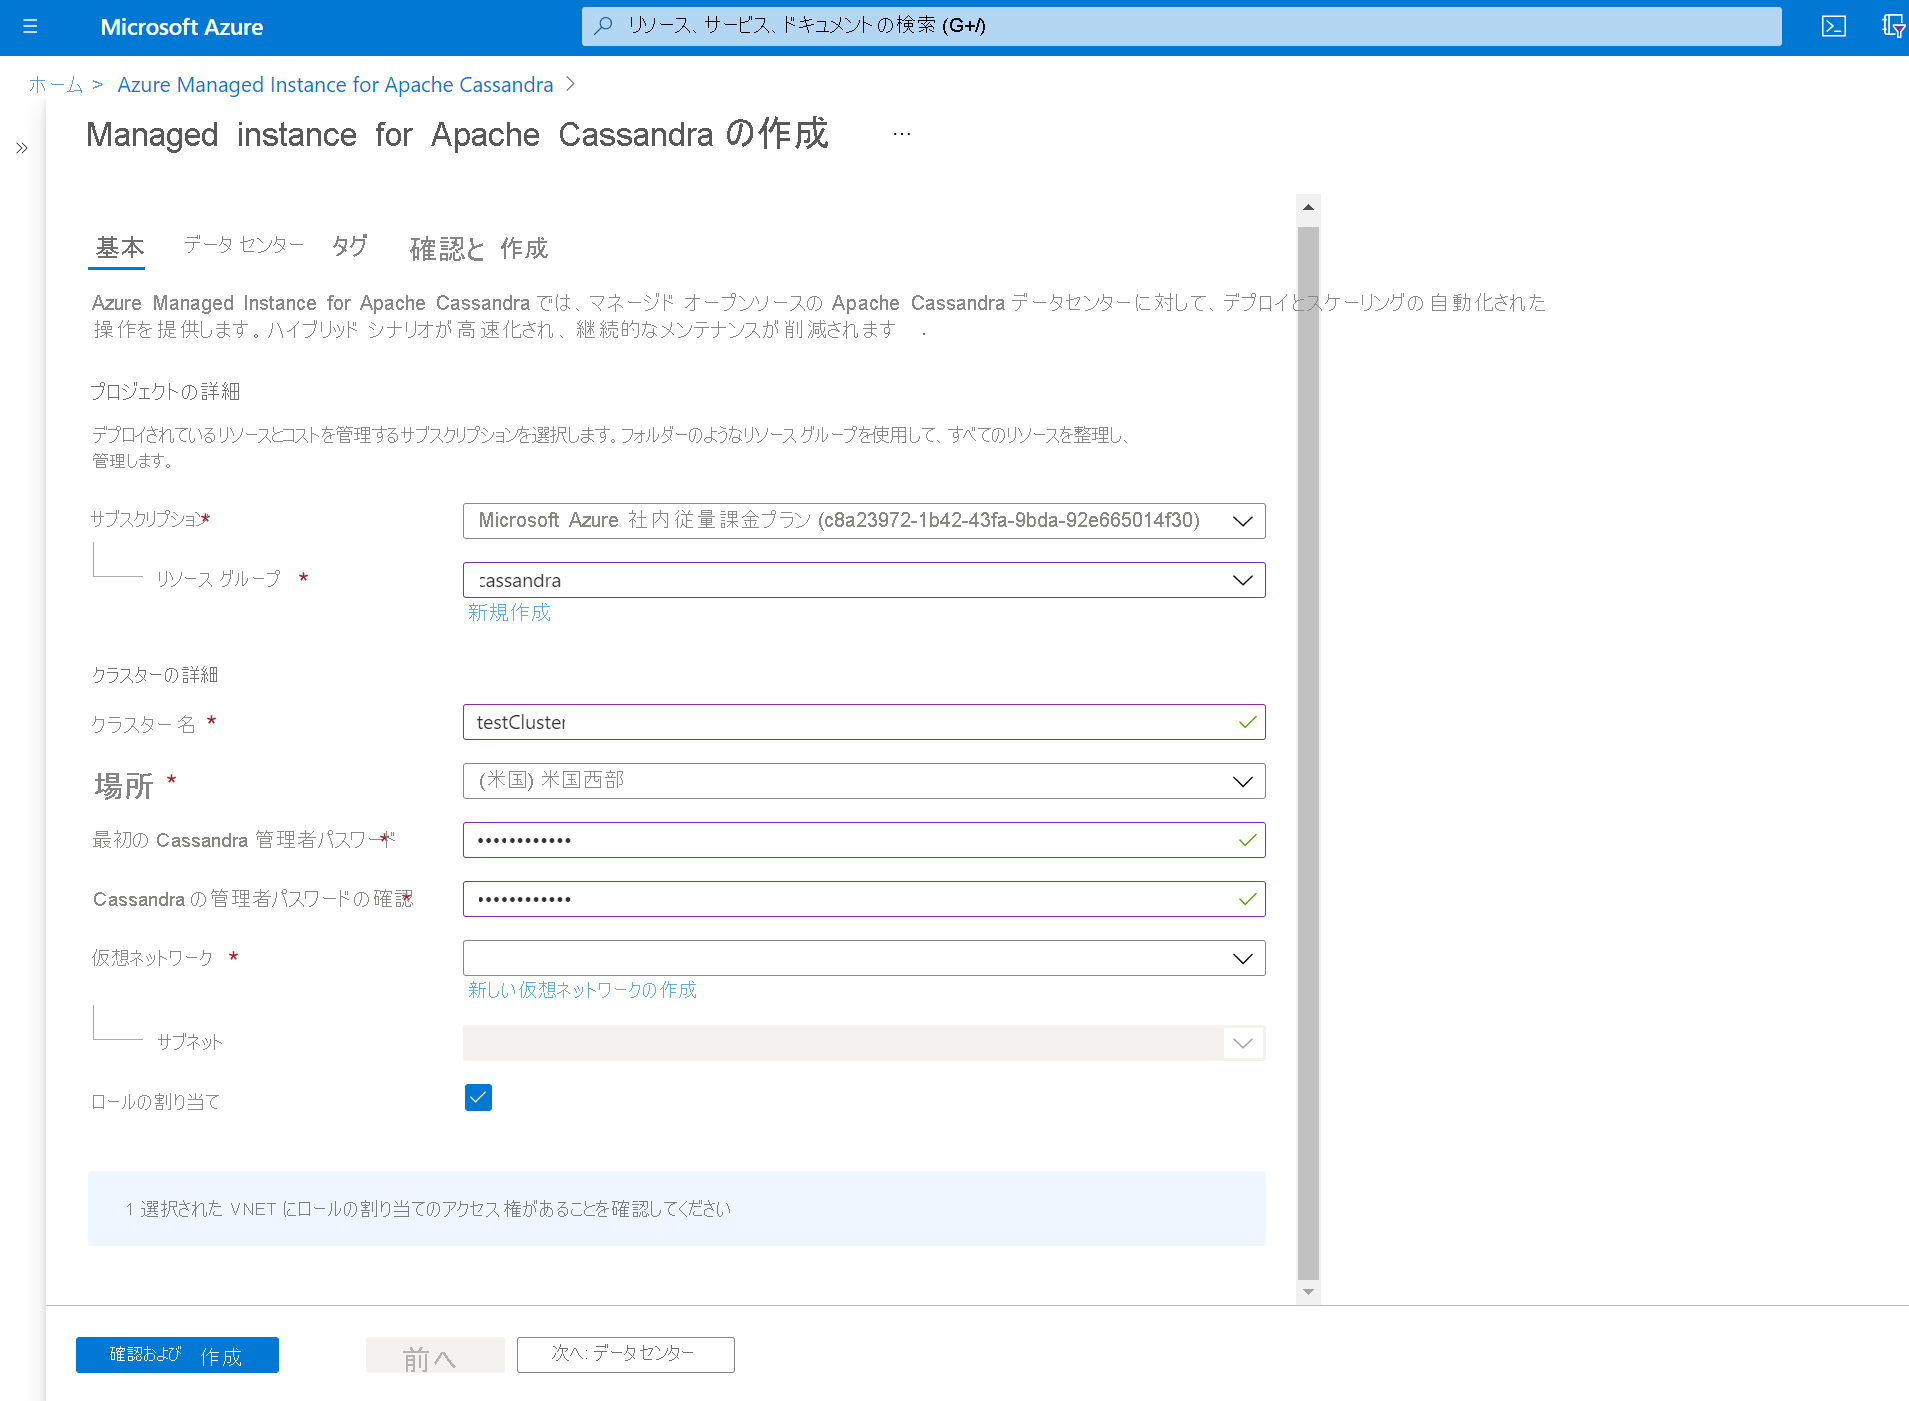 Microsoft Azure
リソース、サービス、ドキュメントの検索 (G+/)
ホーム > Azure Managed Instance for Apache Cassandra >
Managed instance for Apache Cassandra の作成 ...
基本 データ センター タグ 確認と 作成
Azure Managed Instance for Apache Cassandra では、マネージド オープンソースの Apache Cassandra データセンターに対して、デプロイとスケーリングの自動化された
操作を提供します。ハイブリッド シナリオが高速化され、継続的なメンテナンスが削減されます .
プロジェクトの詳細
デプロイされているリソースとコストを管理するサブスクリプションを選択します。フォルダーのようなリソース グループを使用して、すべてのリソースを整理し、
管理します。
サブスクリプション* Microsoft Azure 社内従量課金プラン (c8a23972-1b42-43fa-9bda-92e665014f30)
リソース グループ * cassandra
新規作成
クラスターの詳細
クラスター名 * testCluster
場所 * (米国) 米国西部
最初の Cassandra 管理者パスワード* ••••••••••••
Cassandra の管理者パスワードの確認* ••••••••••••
仮想ネットワーク *
新しい仮想ネットワークの作成
サブネット
ロールの割り当て
1 選択された VNET にロールの割り当てのアクセス権があることを確認してください
確認および 作成 前へ 次へ: データ センター